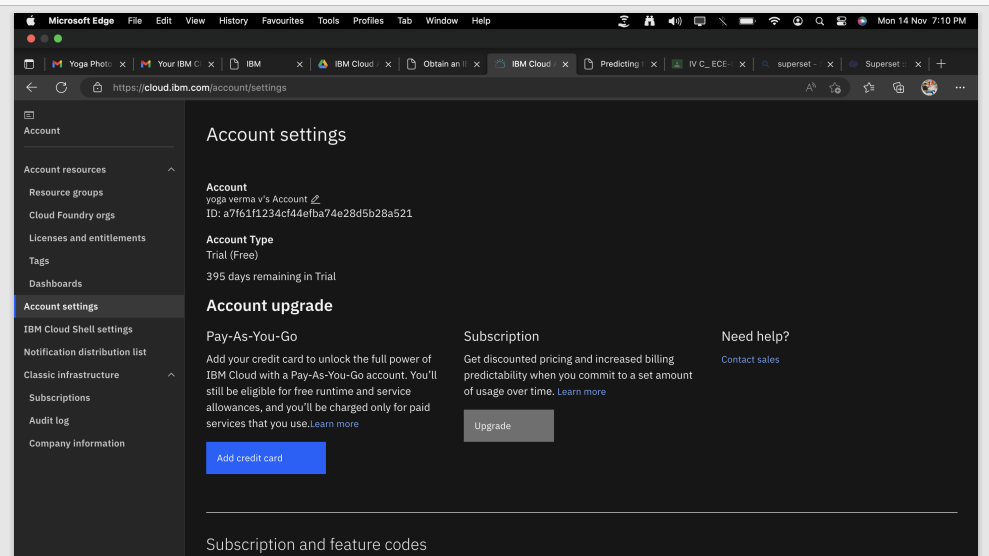 Microsoft Edge File Edit View History Favourites Tools Profiles Tab Window Help Mon 14 Nov 7:10 PM
Yoga Photo Your IBM C IBM IBM Cloud Obtain an I IBM Cloud Predicting IV C_ ECE- superset - Superset ::
https://cloud.ibm.com/account/settings
Account
Account resources
Resource groups
Cloud Foundry orgs
Licenses and entitlements
Tags
Dashboards
Account settings
IBM Cloud Shell settings
Notification distribution list
Classic infrastructure
Subscriptions
Audit log
Company information
Account settings
Account
yoga verma v's Account
ID: a7f61f1234cf44efba74e28d5b28a521
Account Type
Trial (Free)
395 days remaining in Trial
Account upgrade
Pay-As-You-Go
Add your credit card to unlock the full power of
IBM Cloud with a Pay-As-You-Go account. You'll
still be eligible for free runtime and service
allowances, and you'll be charged only for paid
services that you use.Learn more
Add credit card
Subscription
Get discounted pricing and increased billing
predictability when you commit to a set amount
of usage over time. Learn more
Upgrade
Need help?
Contact sales
Subscription and feature codes